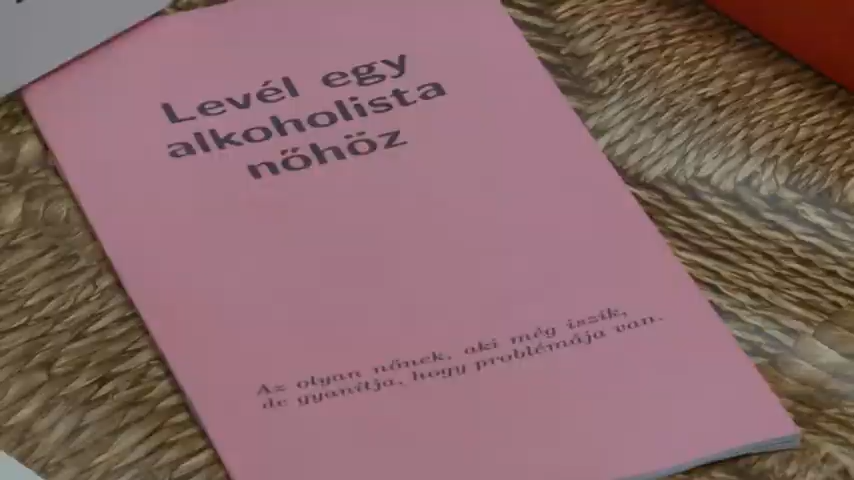 Levél egy
alkoholista
nőhöz
Az olyan nőnek, aki még iszik,
de gyanítja, hogy problémája van.